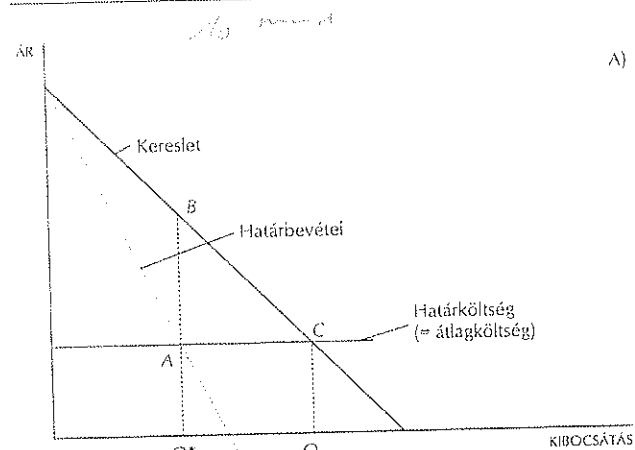 ÁR
A)
Kereslet
B
Határbevétel
Határköltség
(= átlagköltség)
C
A
Q
KIBOCSÁTÁS